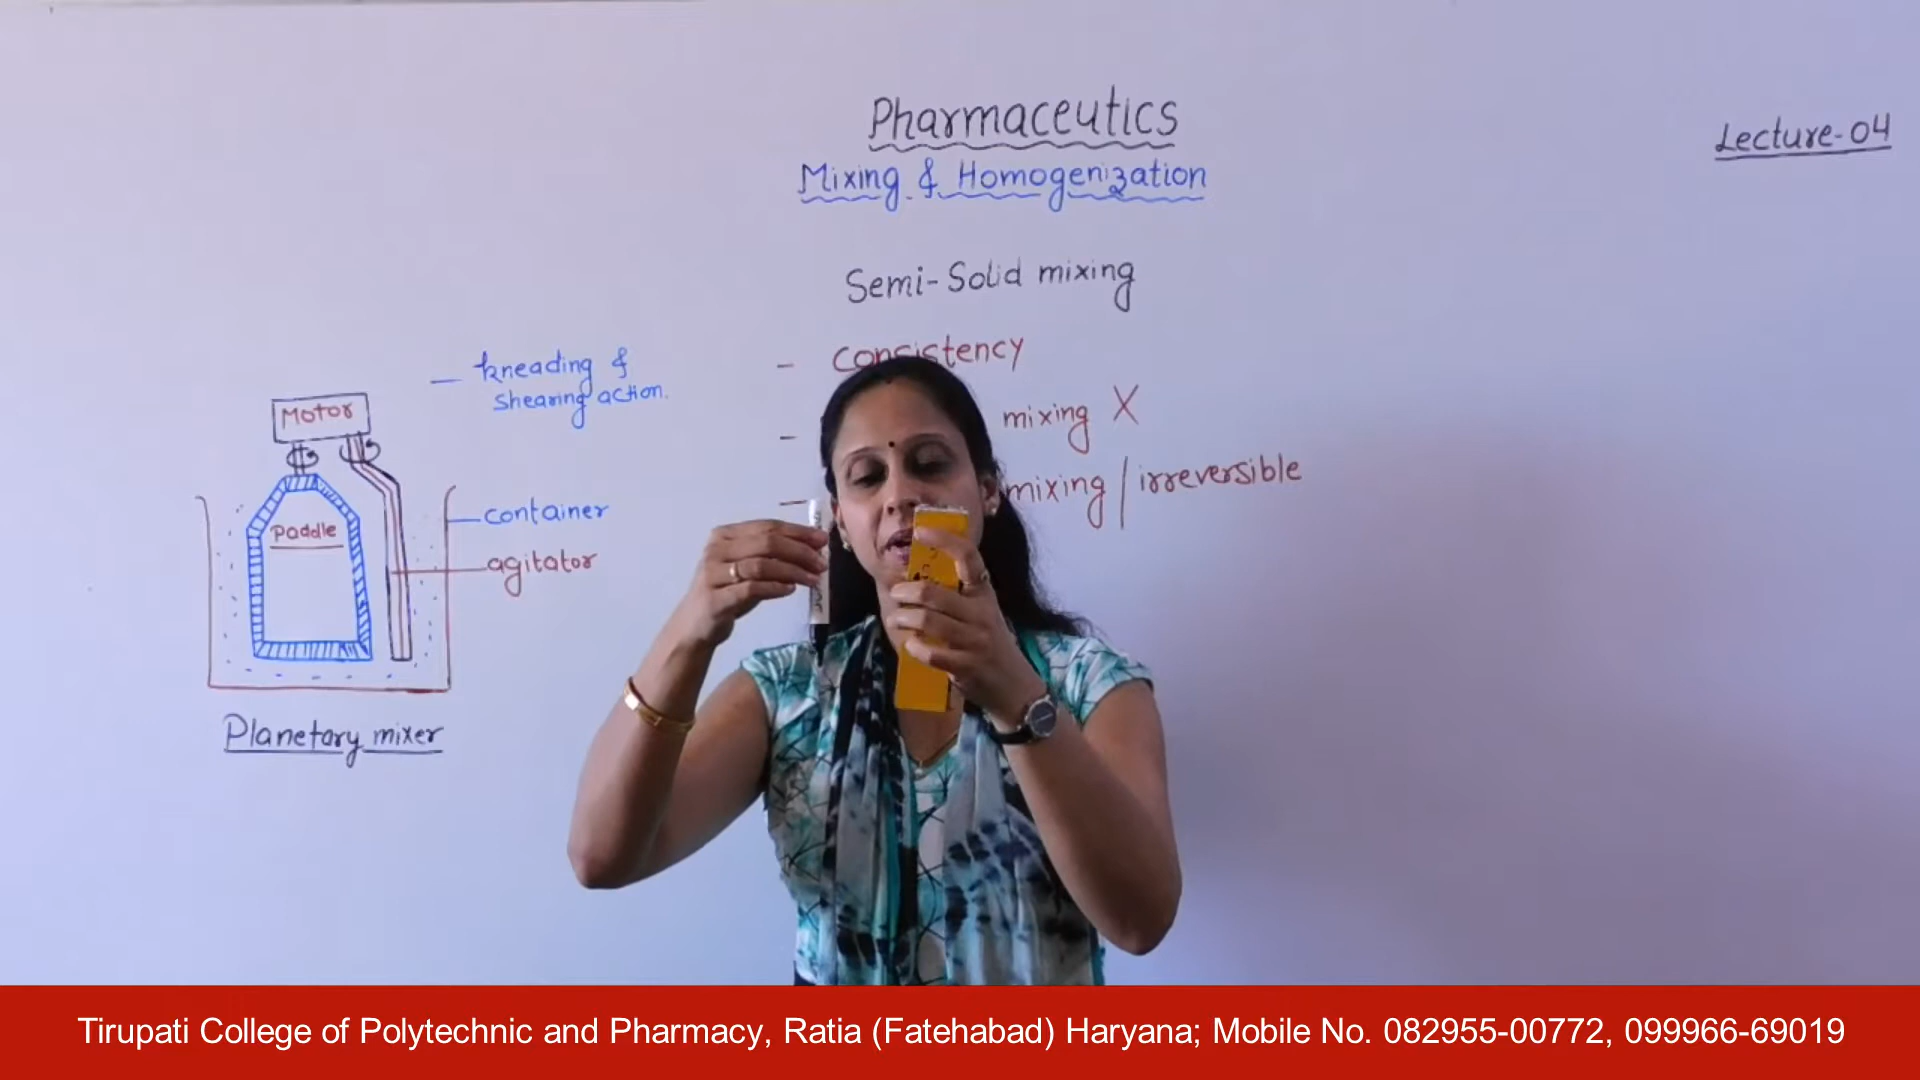 Pharmaceutics
Lecture-04
Mixing & Homogenization
Semi-Solid mixing
- Consistency
- mixing X
- mixing / irreversible
- kneading &
shearing action.
Motor
Paddle
container
agitator
Planetary mixer
Tirupati College of Polytechnic and Pharmacy, Ratia (Fatehabad) Haryana; Mobile No. 082955-00772, 099966-69019